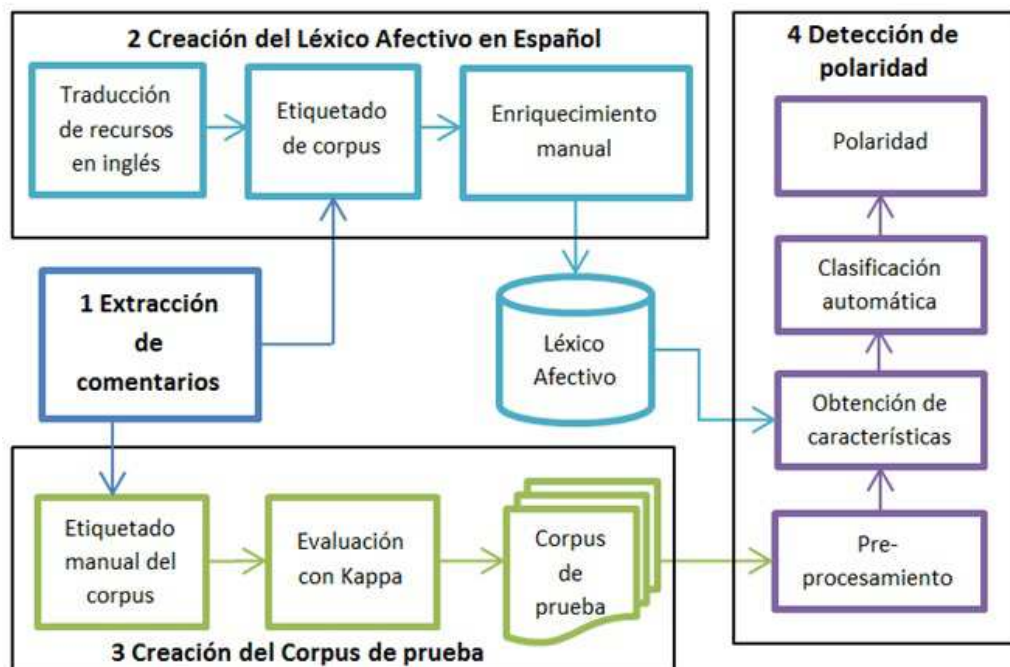 2 Creación del Léxico Afectivo en Español
Traducción
de recursos
en inglés
Etiquetado
de corpus
Enriquecimiento
manual
1 Extracción
de
comentarios
Léxico
Afectivo
Etiquetado
manual del
corpus
Evaluación
con Kappa
Corpus
de
prueba
3 Creación del Corpus de prueba
4 Detección de
polaridad
Polaridad
Clasificación
automática
Obtención de
características
Pre-
procesamiento